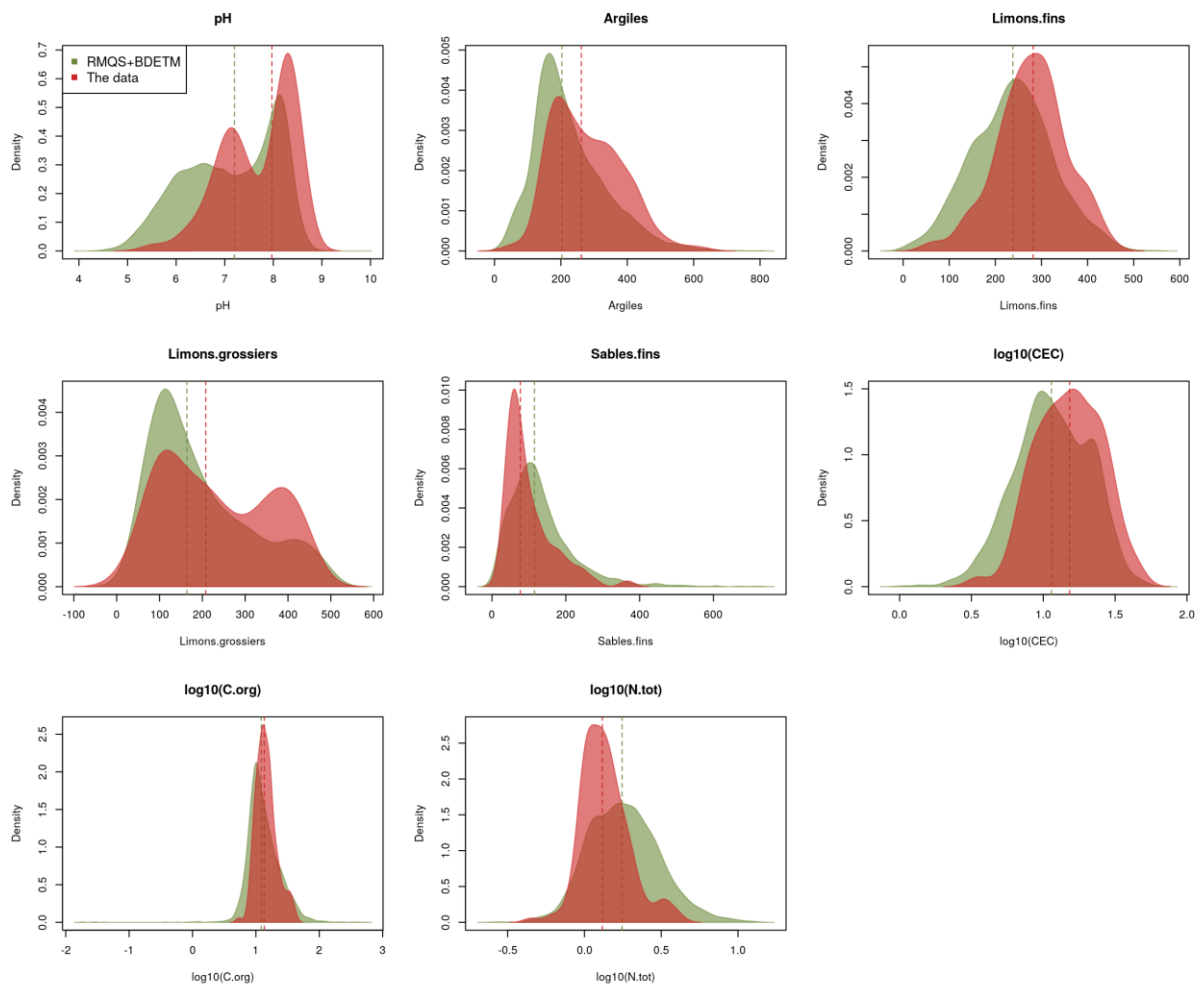 pH
Density
0.0 0.1 0.2 0.3 0.4 0.5 0.6 0.7
RMQS+BDETM
The data
4 5 6 7 8 9 10
pH
Argiles
Density
0.000 0.001 0.002 0.003 0.004 0.005
0 200 400 600 800
Argiles
Limons.fins
Density
0.000 0.002 0.004
0 100 200 300 400 500 600
Limons.fins
Limons.grossiers
Density
0.000 0.001 0.002 0.003 0.004
-100 0 100 200 300 400 500 600
Limons.grossiers
Sables.fins
Density
0.000 0.002 0.004 0.006 0.008 0.010
0 200 400 600
Sables.fins
log10(CEC)
Density
0.0 0.5 1.0 1.5
0.0 0.5 1.0 1.5 2.0
log10(CEC)
log10(C.org)
Density
0.0 0.5 1.0 1.5 2.0 2.5
-2 -1 0 1 2 3
log10(C.org)
log10(N.tot)
Density
0.0 0.5 1.0 1.5 2.0 2.5
-0.5 0.0 0.5 1.0
log10(N.tot)